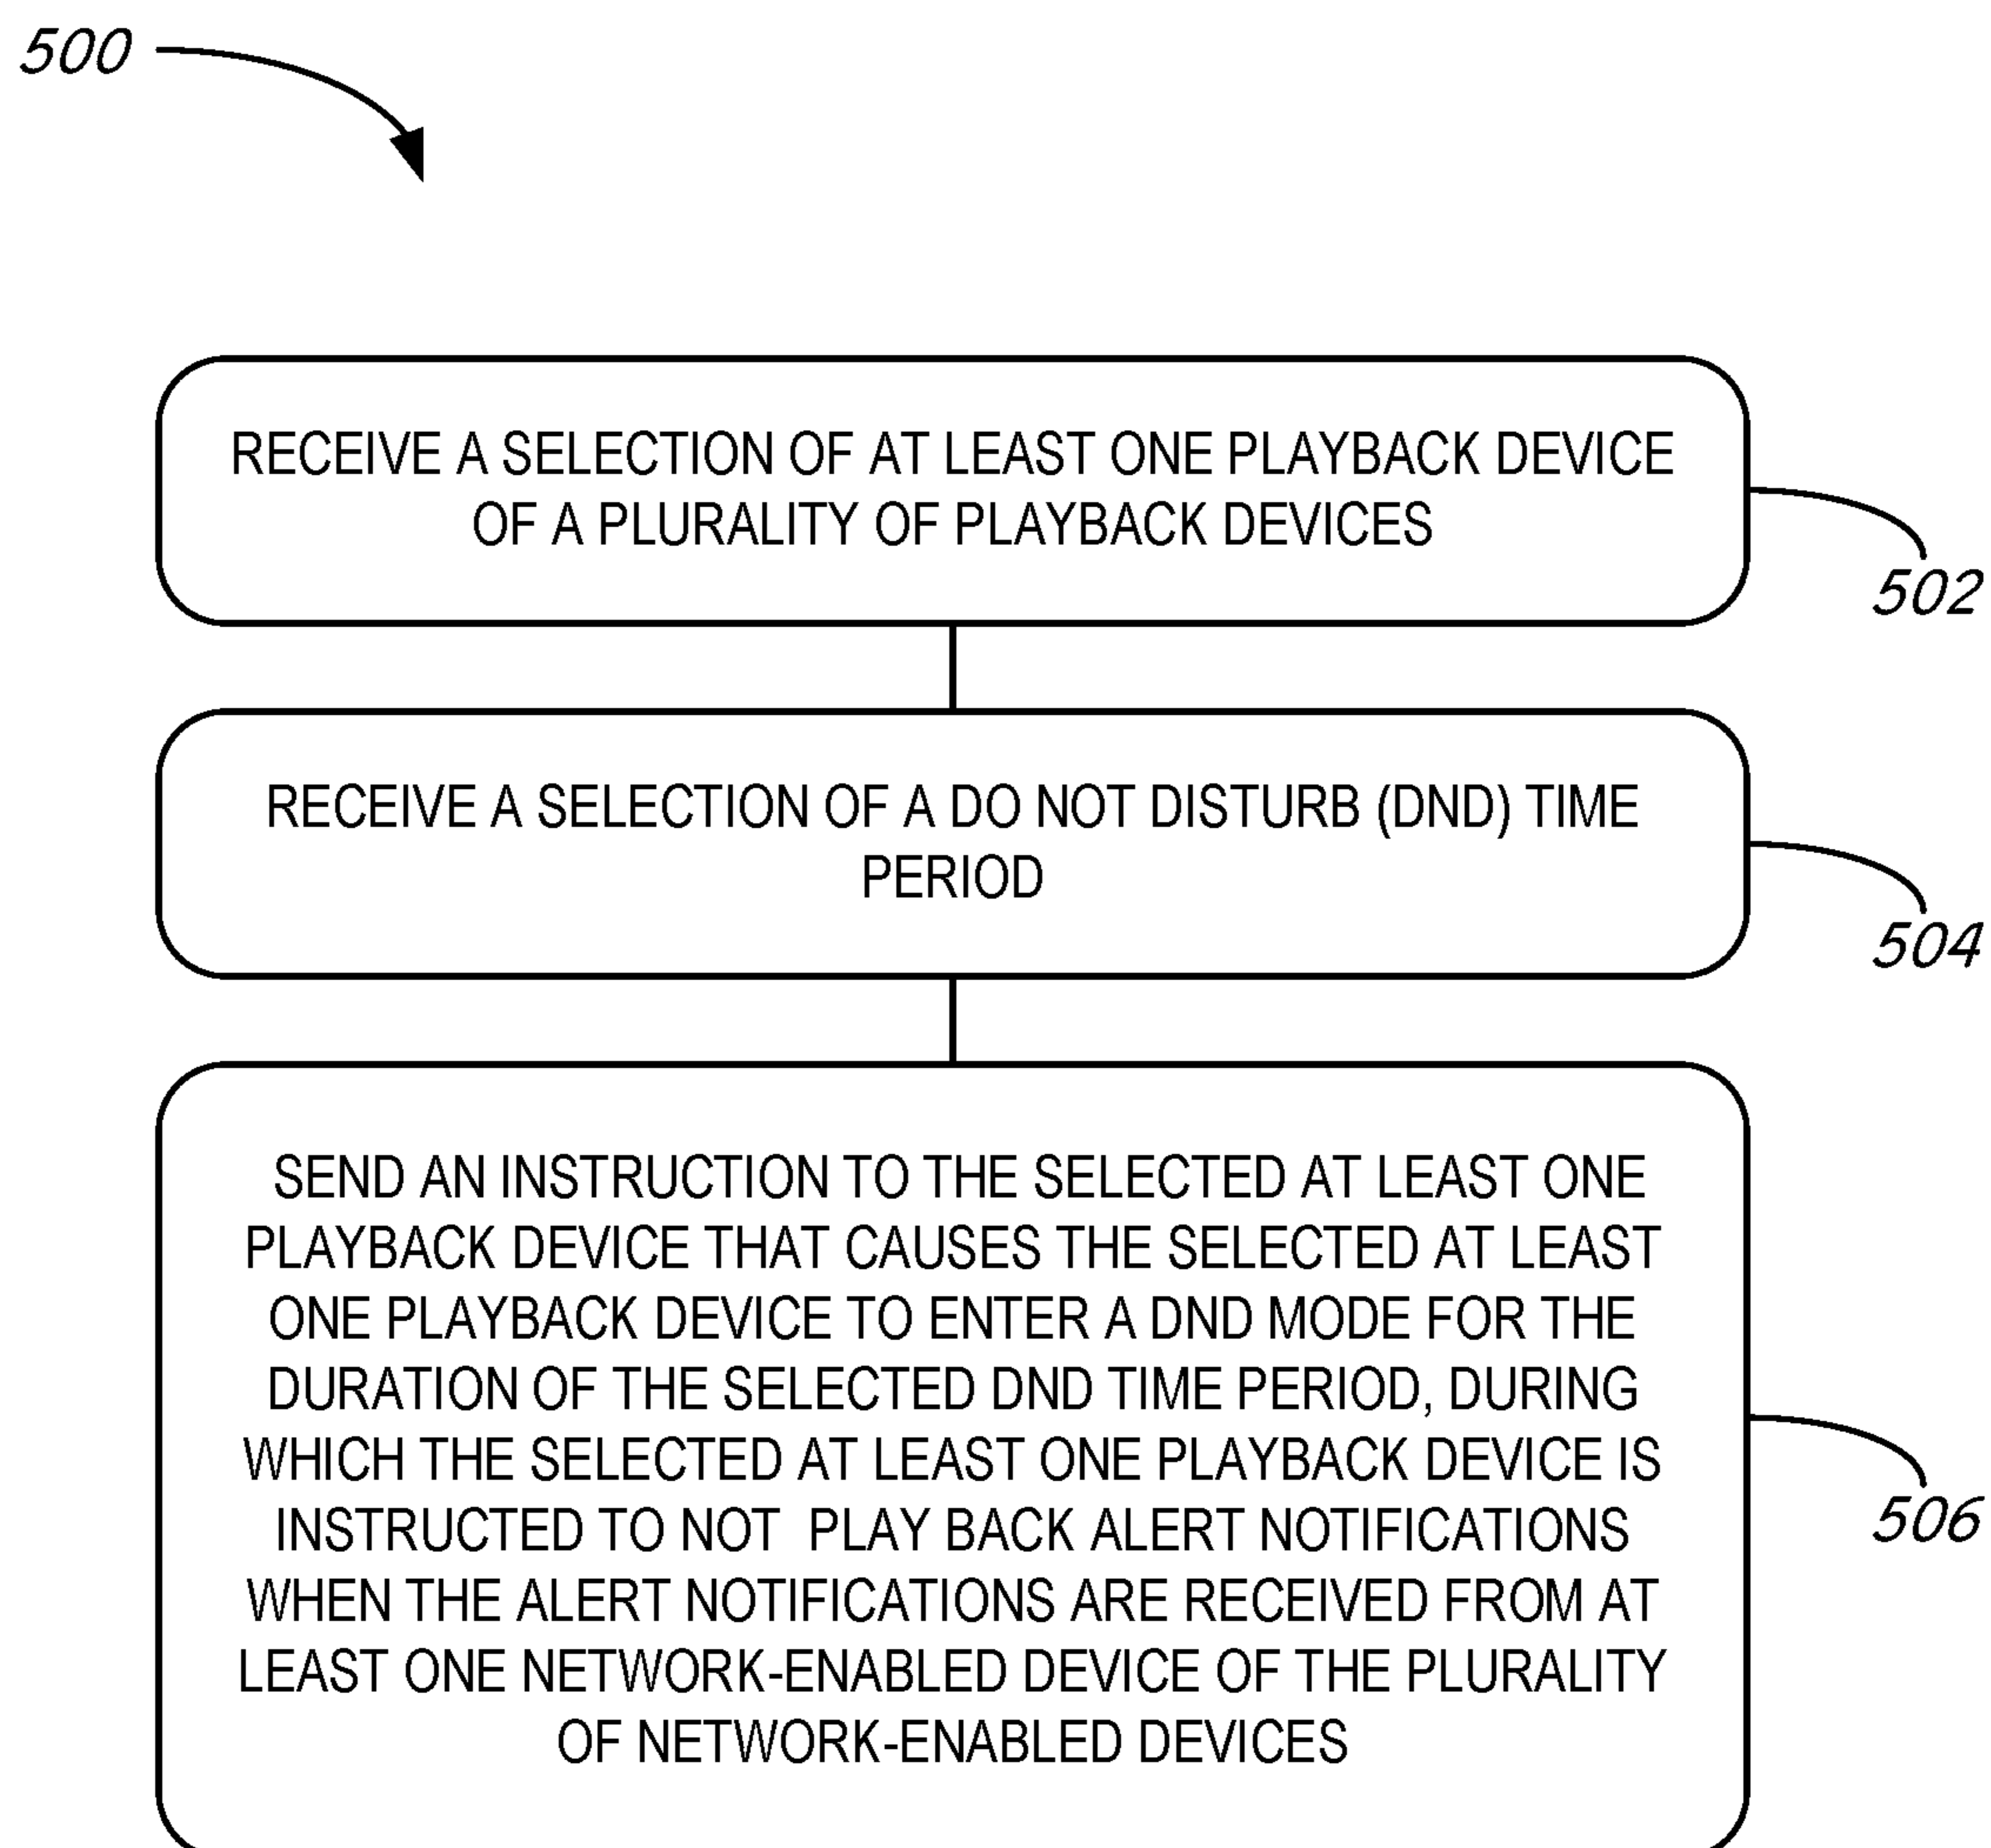 500
RECEIVE A SELECTION OF AT LEAST ONE PLAYBACK DEVICE
OF A PLURALITY OF PLAYBACK DEVICES
502
RECEIVE A SELECTION OF A DO NOT DISTURB (DND) TIME
PERIOD
504
SEND AN INSTRUCTION TO THE SELECTED AT LEAST ONE
PLAYBACK DEVICE THAT CAUSES THE SELECTED AT LEAST
ONE PLAYBACK DEVICE TO ENTER A DND MODE FOR THE
DURATION OF THE SELECTED DND TIME PERIOD, DURING
WHICH THE SELECTED AT LEAST ONE PLAYBACK DEVICE IS
INSTRUCTED TO NOT  PLAY BACK ALERT NOTIFICATIONS
WHEN THE ALERT NOTIFICATIONS ARE RECEIVED FROM AT
LEAST ONE NETWORK-ENABLED DEVICE OF THE PLURALITY
OF NETWORK-ENABLED DEVICES
506